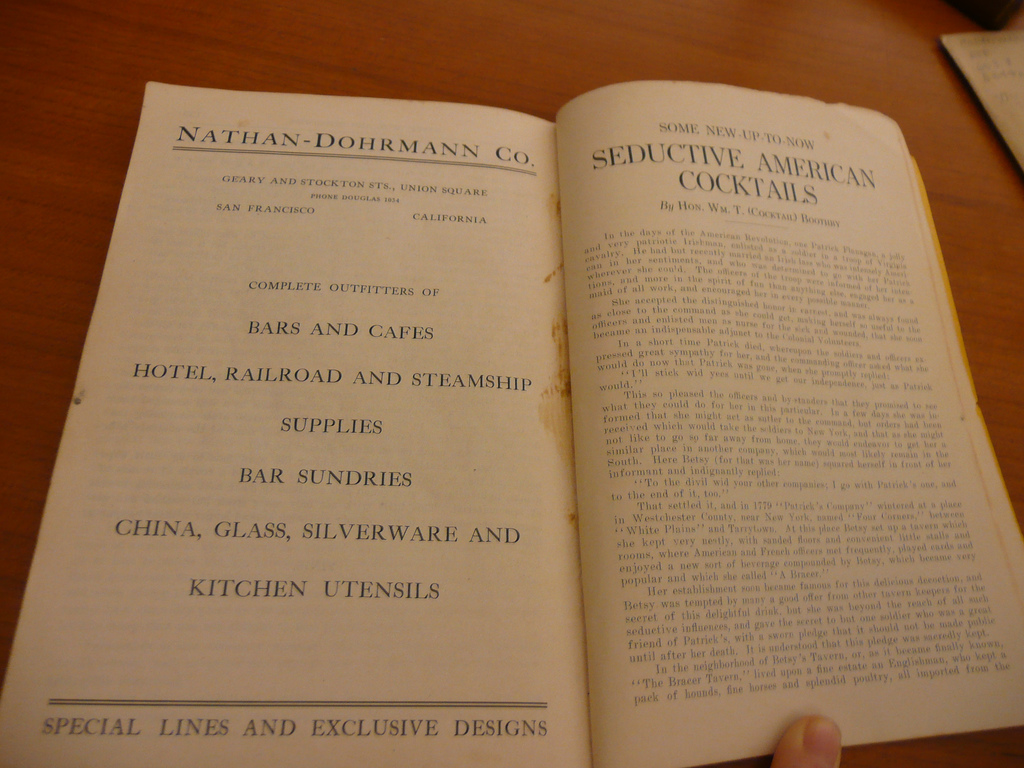 NATHAN-DOHRMANN CO.
GEARY AND STOCKTON STS., UNION SQUARE
PHONE DOUGLAS 1034
SAN FRANCISCO CALIFORNIA
COMPLETE OUTFITTERS OF
BARS AND CAFES
HOTEL, RAILROAD AND STEAMSHIP
SUPPLIES
BAR SUNDRIES
CHINA, GLASS, SILVERWARE AND
KITCHEN UTENSILS
SPECIAL LINES AND EXCLUSIVE DESIGNS
SOME NEW-UP-TO-NOW
SEDUCTIVE AMERICAN
COCKTAILS
By HON. WM. T. (COCKTAIL) BOOTHBY
In the days of the American Revolution, one Patrick Flanagan, a jolly
and very patriotic Irishman, enlisted as a soldier in a troop of Virginia
cavalry. He had but recently married an Irish lass who was intensely Ameri-
can in her sentiments, and who was determined to go with her Patrick
wherever she could. The officers of the troop were informed of her inten-
tions, and more in the spirit of fun than anything else, engaged her as a
maid of all work, and encouraged her in every possible manner.
She accepted the distinguished honor in earnest, and was always found
as close to the command as she could get, making herself so useful to the
officers and enlisted men as nurse for the sick and wounded, that she soon
became an indispensable adjunct to the Colonial Volunteers.
In a short time Patrick died, whereupon the soldiers and officers ex-
pressed great sympathy for her, and the commanding officer asked what she
would do now that Patrick was gone, when she promptly replied:
"I'll stick wid yees until we get our independence, just as Patrick
would."
This so pleased the officers and by-standers that they promised to see
what they could do for her in this particular. In a few days she was in-
formed that she might act as sutler to the command, but orders had been
received which would take the soldiers to New York, and that as she might
not like to go so far away from home, they would endeavor to get her a
similar place in another company, which would most likely remain in the
South. Here Betsy (for that was her name) squared herself in front of her
informant and indignantly replied:
"To the divil wid your other companies; I go with Patrick's one, and
to the end of it, too."
That settled it, and in 1779 "Patrick's Company" wintered at a place
in Westchester County, near New York, named "Four Corners," between
"White Plains" and Tarrytown. At this place Betsy set up a tavern which
she kept very neatly, with sanded floors and convenient little stalls and
rooms, where American and French officers met frequently, played cards and
enjoyed a new sort of beverage compounded by Betsy, which became very
popular and which she called "A Bracer."
Her establishment soon became famous for this delicious decoction, and
Betsy was tempted by many a good offer from other tavern keepers for the
secret of this delightful drink, but she was beyond the reach of all such
seductive influences, and gave the secret to but one soldier who was a great
friend of Patrick's, with a sworn pledge that it should not be made public
until after her death. It is understood that this pledge was sacredly kept.
In the neighborhood of Betsy's Tavern, or, as it became finally known,
"The Bracer Tavern," lived upon a fine estate an Englishman, who kept a
pack of hounds, fine horses and splendid poultry, all imported from the